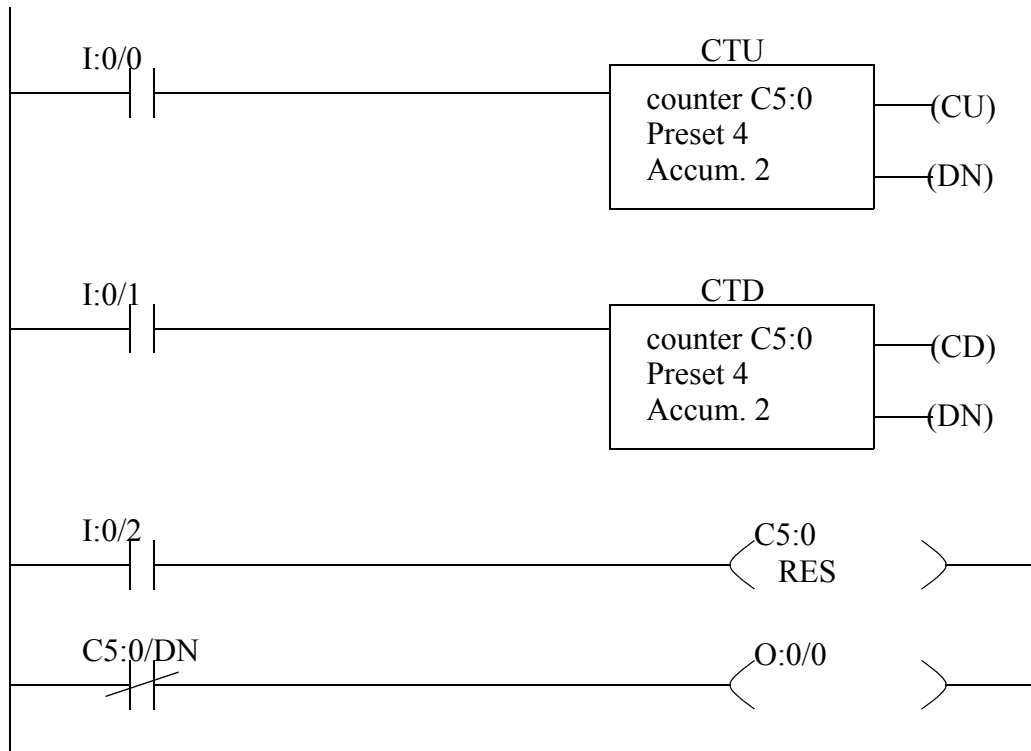 I:0/0
CTU
counter C5:0
Preset 4
Accum. 2
(CU)
(DN)
I:0/1
CTD
counter C5:0
Preset 4
Accum. 2
(CD)
(DN)
I:0/2
C5:0
RES
C5:0/DN
O:0/0